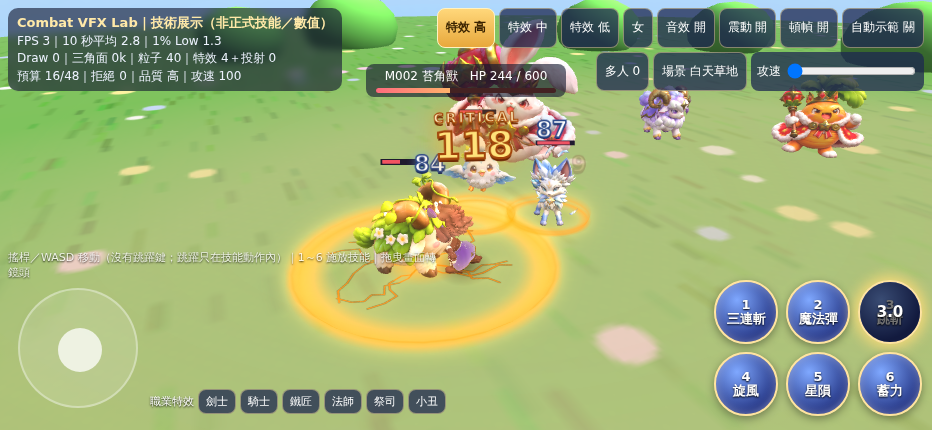 Combat VFX Lab｜技術展示（非正式技能／數值）
FPS 3｜10 秒平均 2.8｜1% Low 1.3
Draw 0｜三角面 0k｜粒子 40｜特效 4＋投射 0
預算 16/48｜拒絕 0｜品質 高｜攻速 100
特效 高
特效 中
特效 低
女
音效 開
震動 開
頓幀 開
自動示範 關
多人 0
場景 白天草地
攻速
M002 苔角獸 HP 244 / 600
CRITICAL
118
87
84
搖桿／WASD 移動（沒有跳躍鍵；跳躍只在技能動作內）｜1～6 施放技能｜拖曳畫面轉
鏡頭
1
三連斬
2
魔法彈
3
3.0
跳斬
4
旋風
5
星隕
6
蓄力
職業特效
劍士
騎士
鐵匠
法師
祭司
小丑